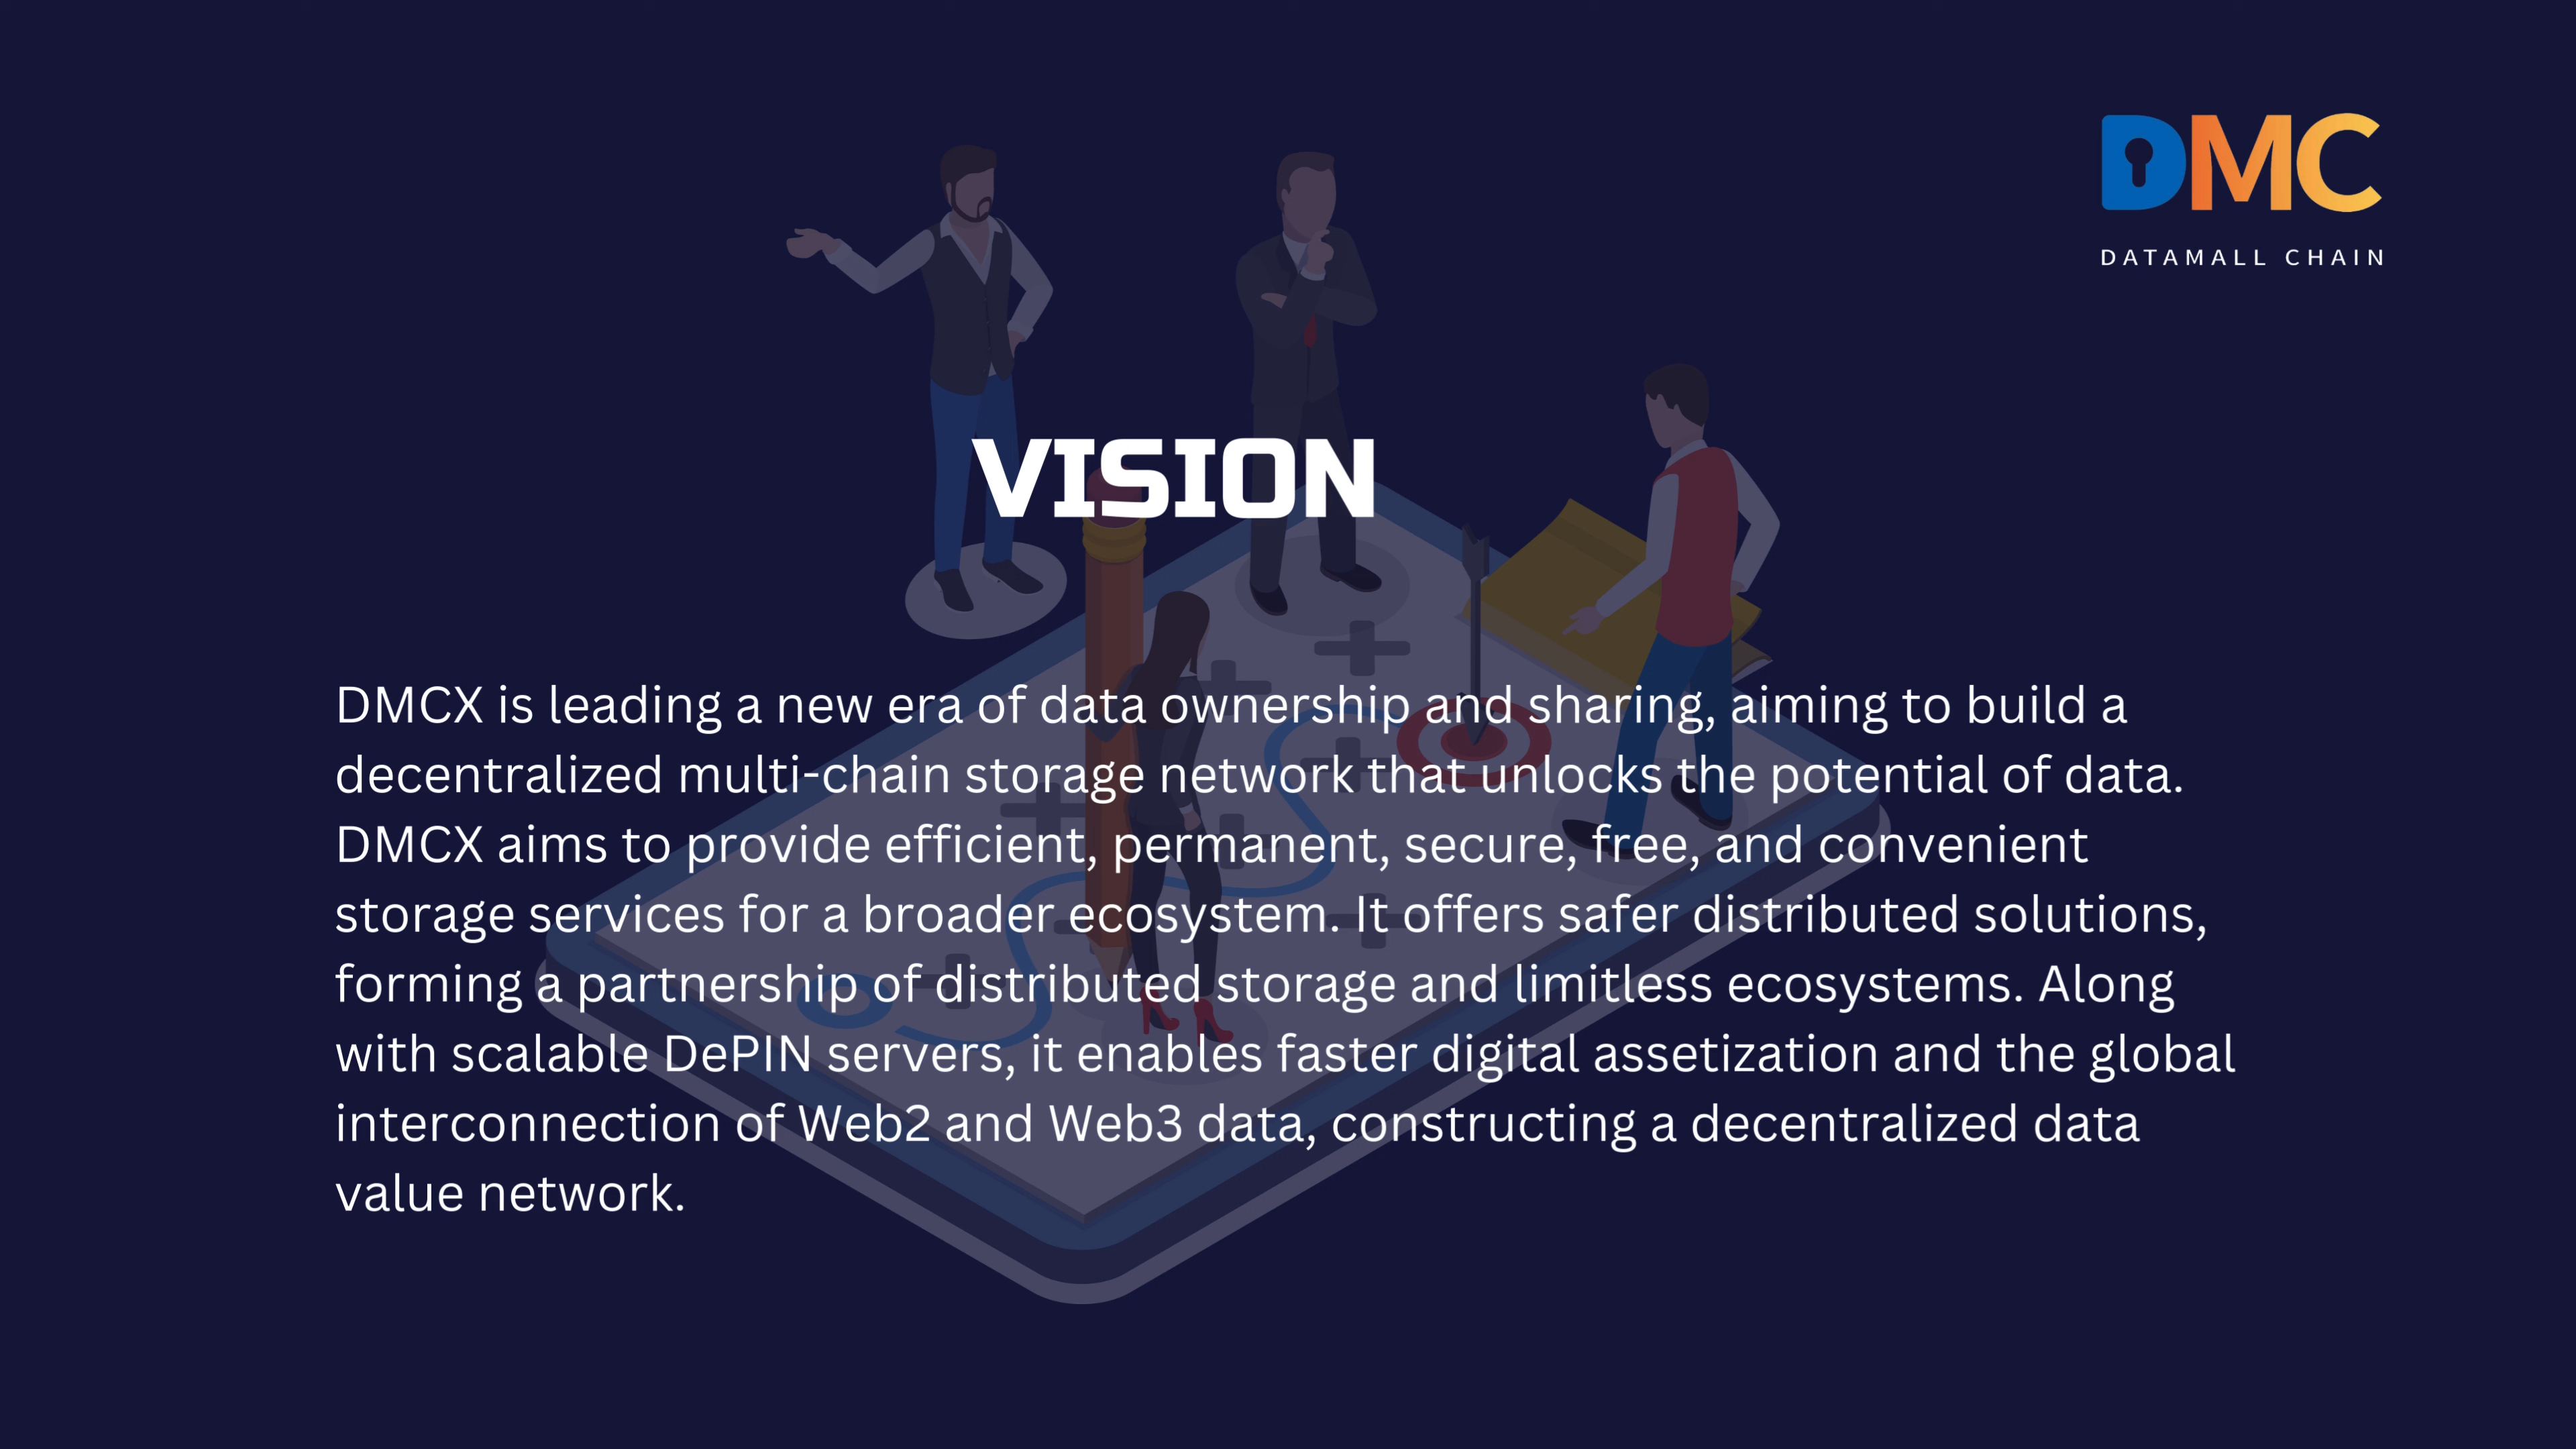 DMC
DATAMALL CHAIN
VISION
DMCX is leading a new era of data ownership and sharing, aiming to build a
decentralized multi-chain storage network that unlocks the potential of data.
DMCX aims to provide efficient, permanent, secure, free, and convenient
storage services for a broader ecosystem. It offers safer distributed solutions,
forming a partnership of distributed storage and limitless ecosystems. Along
with scalable DePIN servers, it enables faster digital assetization and the global
interconnection of Web2 and Web3 data, constructing a decentralized data
value network.